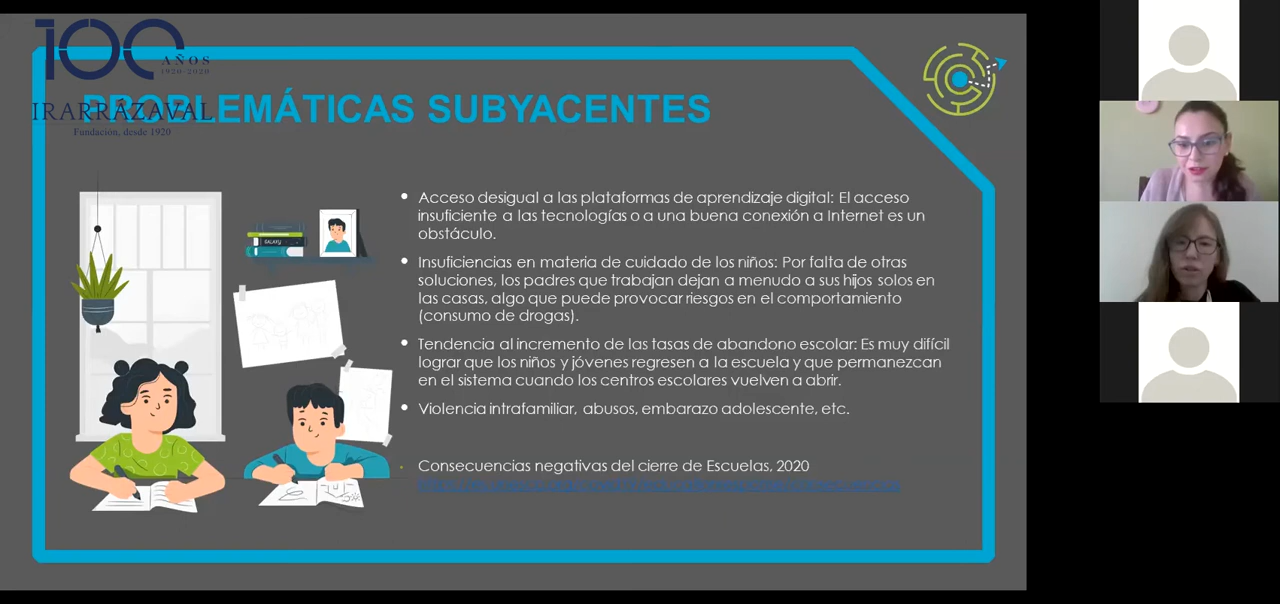 100
AÑOS
1920-2020
IRARRÁZAVAL
Fundación, desde 1920
PROBLEMÁTICAS SUBYACENTES
GALAXY
• Acceso desigual a las plataformas de aprendizaje digital: El acceso
insuficiente a las tecnologías o a una buena conexión a Internet es un
obstáculo.
• Insuficiencias en materia de cuidado de los niños: Por falta de otras
soluciones, los padres que trabajan dejan a menudo a sus hijos solos en
las casas, algo que puede provocar riesgos en el comportamiento
(consumo de drogas).
• Tendencia al incremento de las tasas de abandono escolar: Es muy difícil
lograr que los niños y jóvenes regresen a la escuela y que permanezcan
en el sistema cuando los centros escolares vuelven a abrir.
• Violencia intrafamiliar, abusos, embarazo adolescente, etc.
• Consecuencias negativas del cierre de Escuelas, 2020